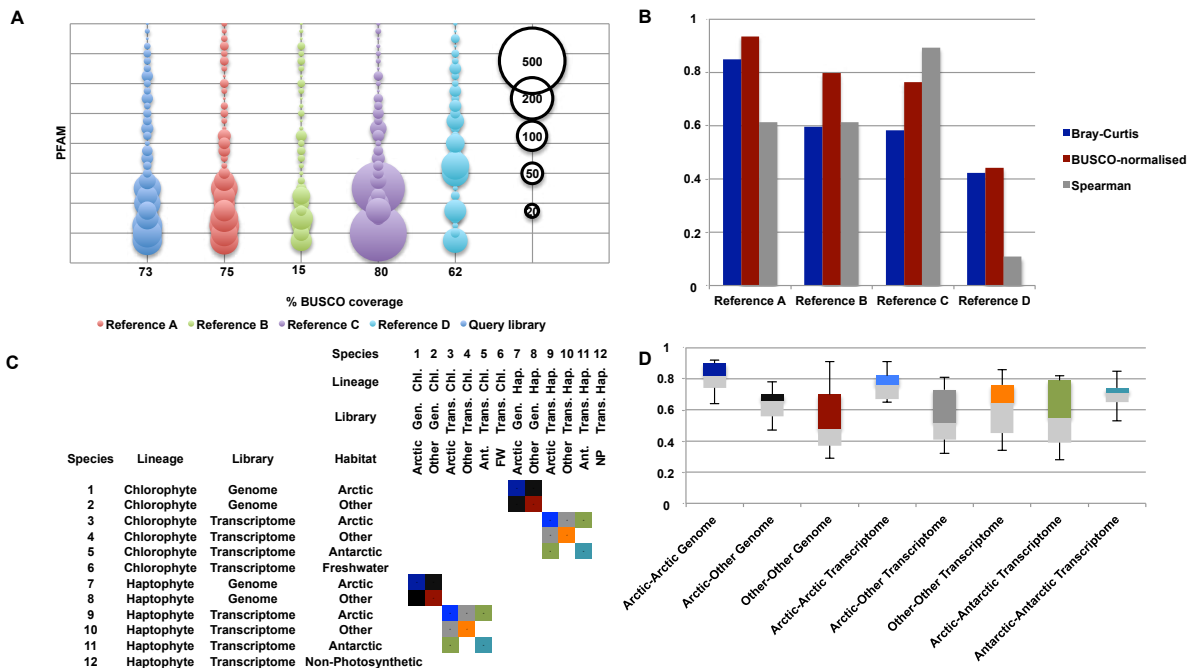 A
PFAM
500
200
100
50
20
73 75 15 80 62
% BUSCO coverage
Reference A Reference B Reference C Reference D Query library
B
1
0.8
0.6
0.4
0.2
0
Reference A Reference B Reference C Reference D
Bray-Curtis
BUSCO-normalised
Spearman
C
Species 1 2 3 4 5 6 7 8 9 10 11 12
Lineage Chl. Chl. Chl. Chl. Chl. Chl. Hap. Hap. Hap. Hap. Hap. Hap.
Library Gen. Gen. Trans. Trans. Trans. Trans. Gen. Gen. Trans. Trans. Trans. Trans.
Arctic Other Arctic Other Ant. FW Arctic Other Arctic Other Ant. NP
Species Lineage Library Habitat
1 Chlorophyte Genome Arctic
2 Chlorophyte Genome Other
3 Chlorophyte Transcriptome Arctic
4 Chlorophyte Transcriptome Other
5 Chlorophyte Transcriptome Antarctic
6 Chlorophyte Transcriptome Freshwater
7 Haptophyte Genome Arctic
8 Haptophyte Genome Other
9 Haptophyte Transcriptome Arctic
10 Haptophyte Transcriptome Other
11 Haptophyte Transcriptome Antarctic
12 Haptophyte Transcriptome Non-Photosynthetic
D
1
0.8
0.6
0.4
0.2
0
Arctic-Arctic Genome
Arctic-Other Genome
Other-Other Genome
Arctic-Arctic Transcriptome
Arctic-Other Transcriptome
Other-Other Transcriptome
Arctic-Antarctic Transcriptome
Antarctic-Antarctic Transcriptome